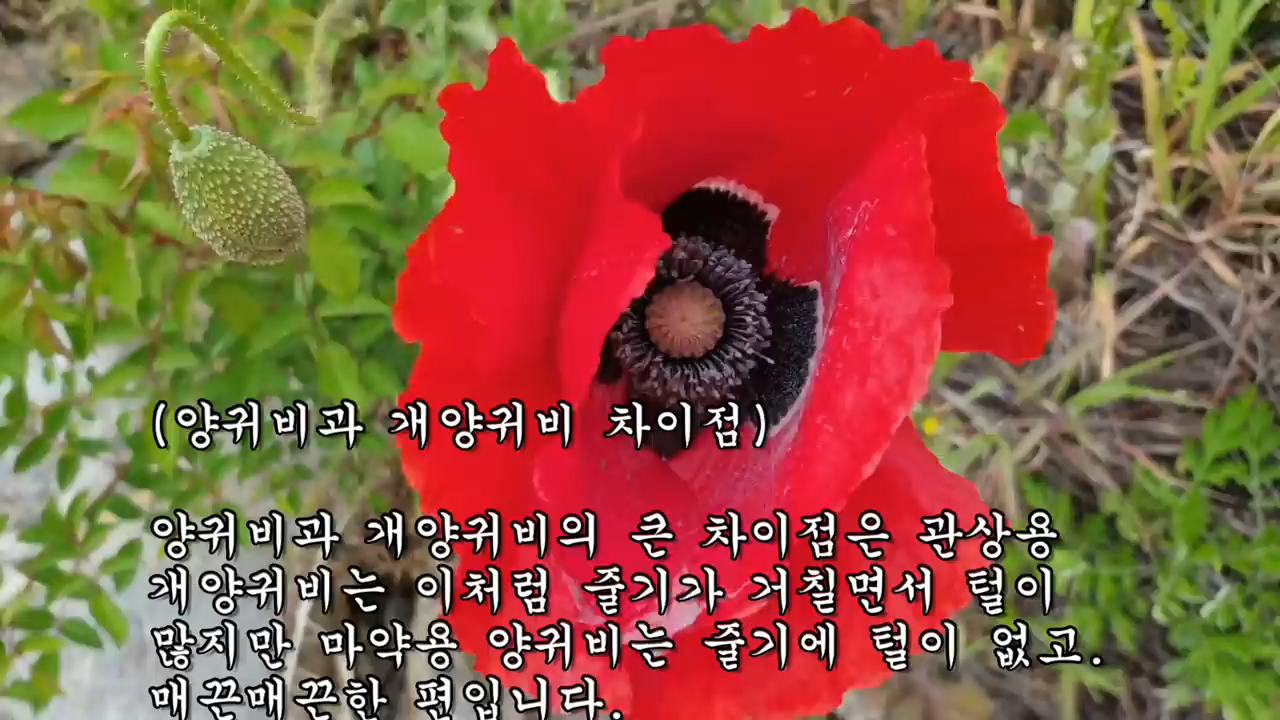 (양귀비과 개양귀비 차이점)
양귀비과 개양귀비의 큰 차이점은 관상용
개양귀비는 이처럼 줄기가 거칠면서 털이
많지만 마약용 양귀비는 줄기에 털이 없고.
매끈매끈한 편입니다.